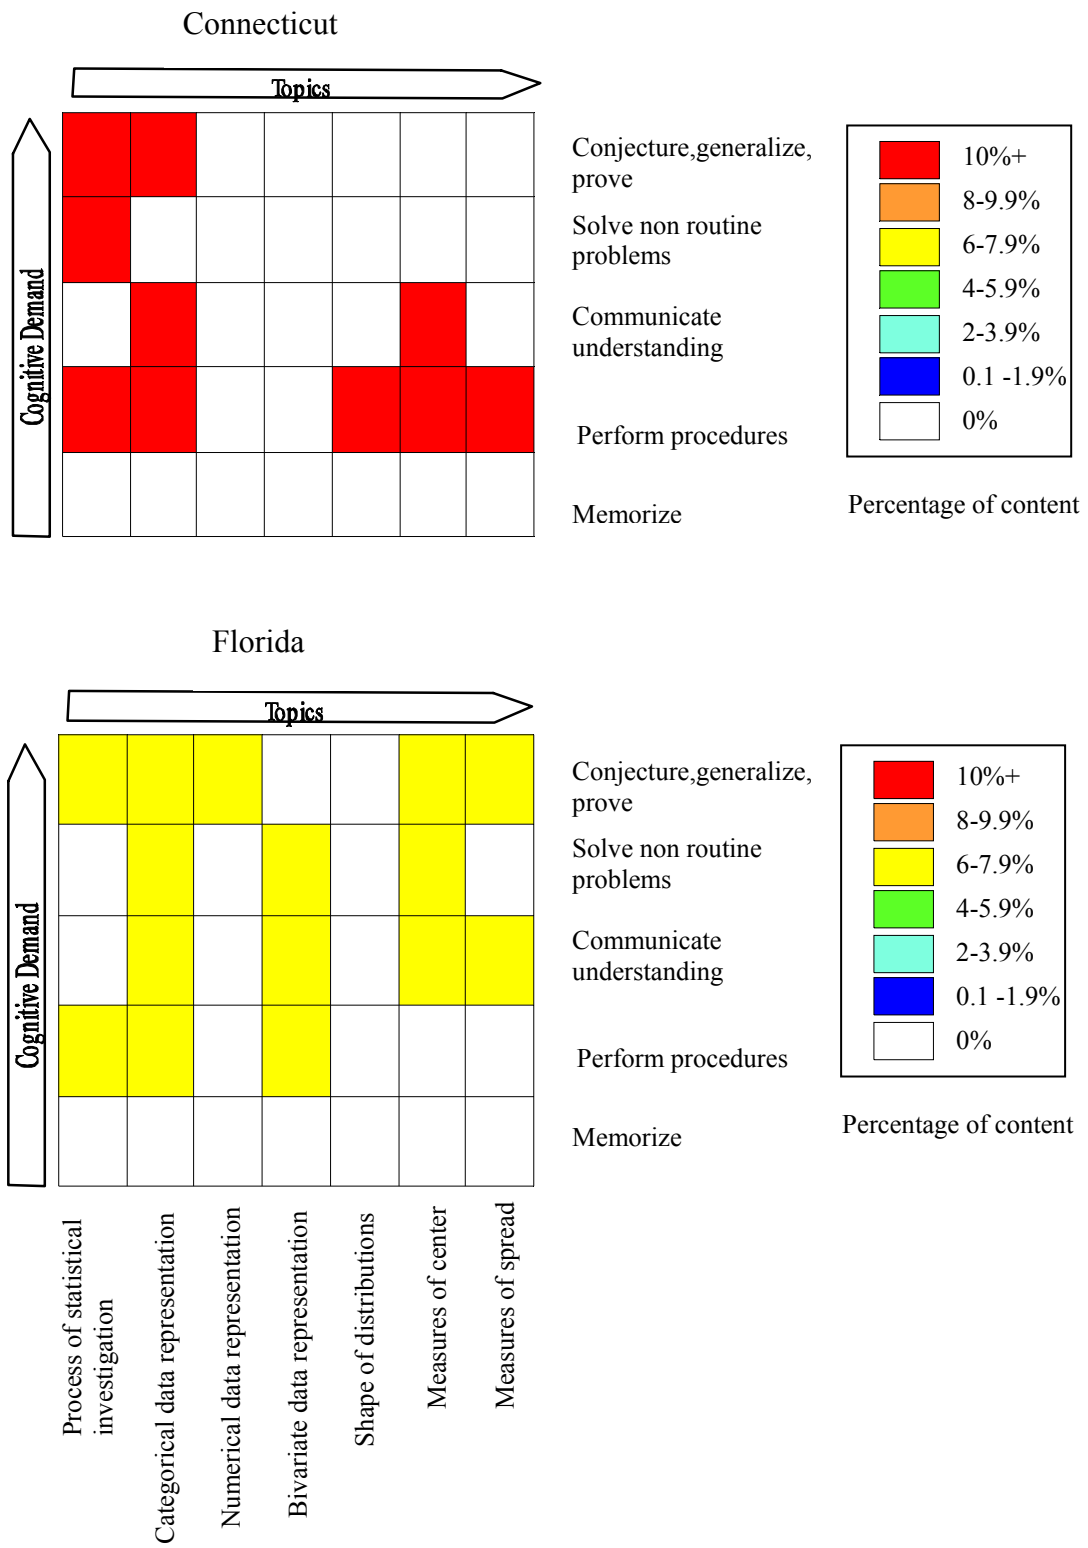 Connecticut
Topics
Cognitive Demand
Conjecture,generalize,
prove
Solve non routine
problems
Communicate
understanding
Perform procedures
Memorize
10%+
8-9.9%
6-7.9%
4-5.9%
2-3.9%
0.1 -1.9%
0%
Percentage of content
Florida
Topics
Cognitive Demand
Conjecture,generalize,
prove
Solve non routine
problems
Communicate
understanding
Perform procedures
Memorize
10%+
8-9.9%
6-7.9%
4-5.9%
2-3.9%
0.1 -1.9%
0%
Percentage of content
Process of statistical
investigation
Categorical data representation
Numerical data representation
Bivariate data representation
Shape of distributions
Measures of center
Measures of spread